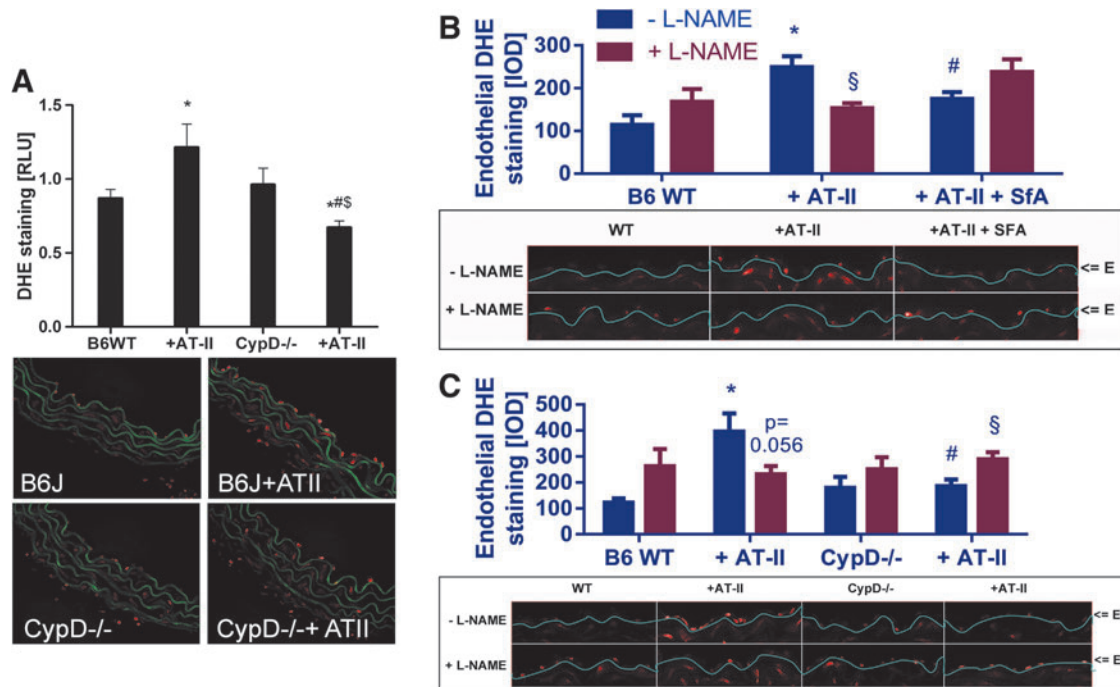 A
DHE staining [RLU]
1.5
1.0
0.5
0.0
*
*#$
B6WT +AT-II CypD-/- +AT-II
B6J B6J+ATII
CypD-/- CypD-/-+ ATII
B
- L-NAME
+ L-NAME
Endothelial DHE
staining [IOD]
300
200
100
0
* § #
B6 WT + AT-II + AT-II + SfA
WT +AT-II +AT-II + SFA
- L-NAME <= E
+ L-NAME <= E
C
Endothelial DHE
staining [IOD]
500
400
300
200
100
0
*
p=
0.056
# §
B6 WT + AT-II CypD-/- + AT-II
WT +AT-II CypD-/- +AT-II
- L-NAME <= E
+ L-NAME <= E